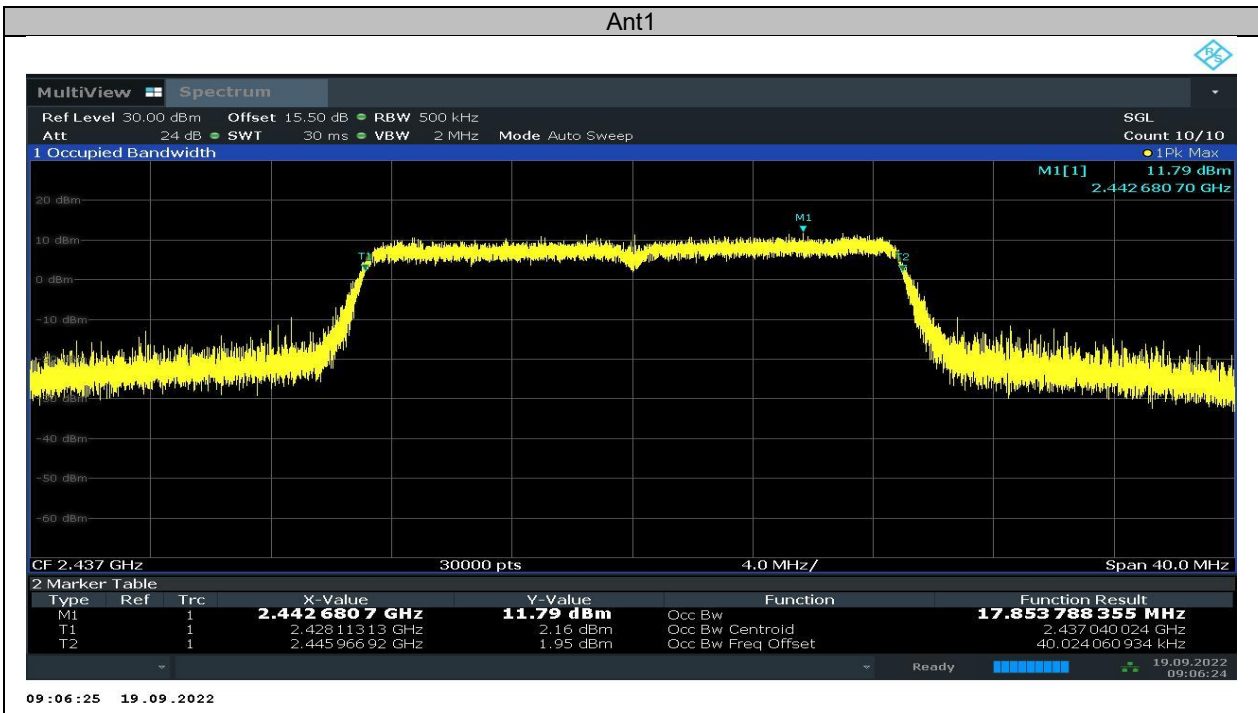 Ant1
R&S
MultiView Spectrum
Ref Level 30.00 dBm Offset 15.50 dB RBW 500 kHz SGL
Att 24 dB SWT 30 ms VBW 2 MHz Mode Auto Sweep Count 10/10
1 Occupied Bandwidth 1Pk Max
M1[1] 11.79 dBm
2.442 680 70 GHz
20 dBm
M1
10 dBm
T1 T2
0 dBm
-10 dBm
-40 dBm
-50 dBm
-60 dBm
CF 2.437 GHz 30000 pts 4.0 MHz/ Span 40.0 MHz
2 Marker Table
Type Ref Trc X-Value Y-Value Function Function Result
M1 1 2.442 680 7 GHz 11.79 dBm Occ Bw 17.853 788 355 MHz
T1 1 2.428 113 13 GHz 2.16 dBm Occ Bw Centroid 2.437 040 024 GHz
T2 1 2.445 966 92 GHz 1.95 dBm Occ Bw Freq Offset 40.024 060 934 kHz
Ready 19.09.2022
09:06:24
09:06:25 19.09.2022